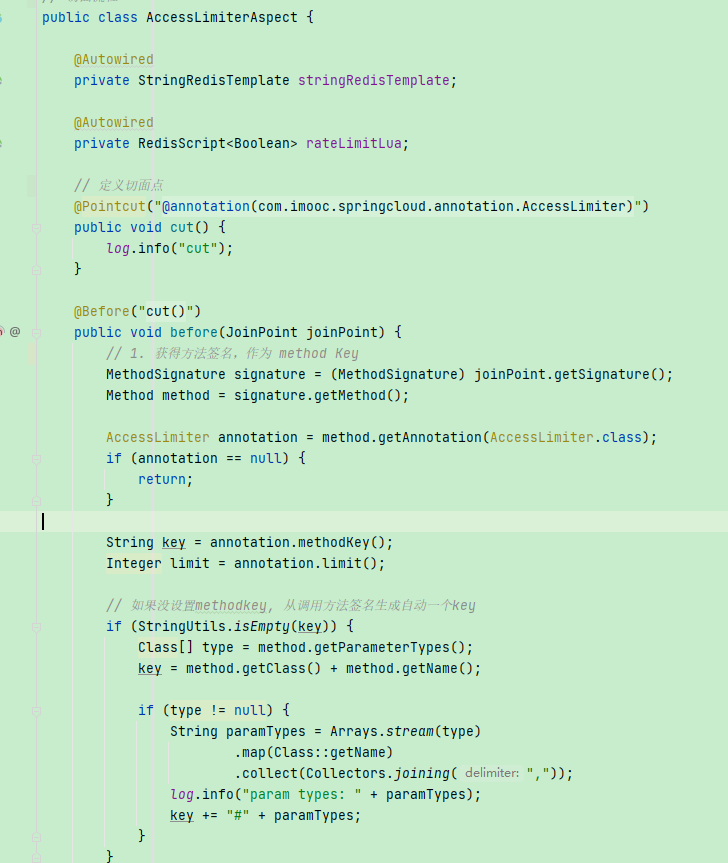 public class AccessLimiterAspect {
@Autowired
private StringRedisTemplate stringRedisTemplate;
@Autowired
private RedisScript<Boolean> rateLimitLua;
// 定义切面点
@Pointcut("@annotation(com.imooc.springcloud.annotation.AccessLimiter)")
public void cut() {
log.info("cut");
}
@Before("cut()")
public void before(JoinPoint joinPoint) {
// 1. 获得方法签名，作为 method Key
MethodSignature signature = (MethodSignature) joinPoint.getSignature();
Method method = signature.getMethod();
AccessLimiter annotation = method.getAnnotation(AccessLimiter.class);
if (annotation == null) {
return;
}
String key = annotation.methodKey();
Integer limit = annotation.limit();
// 如果没设置methodkey, 从调用方法签名生成自动一个key
if (StringUtils.isEmpty(key)) {
Class[] type = method.getParameterTypes();
key = method.getClass() + method.getName();
if (type != null) {
String paramTypes = Arrays.stream(type)
.map(Class::getName)
.collect(Collectors.joining( delimiter: ","));
log.info("param types: " + paramTypes);
key += "#" + paramTypes;
}
}